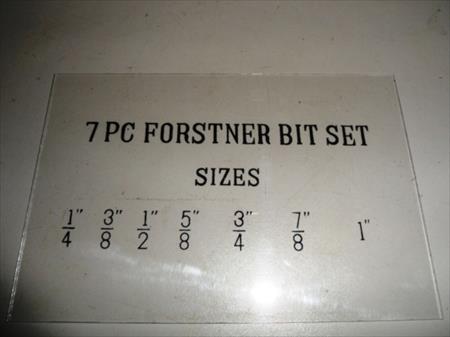 7 PC FORSTNER BIT SET
SIZES
1/4" 3/8" 1/2" 5/8" 3/4" 7/8" 1"